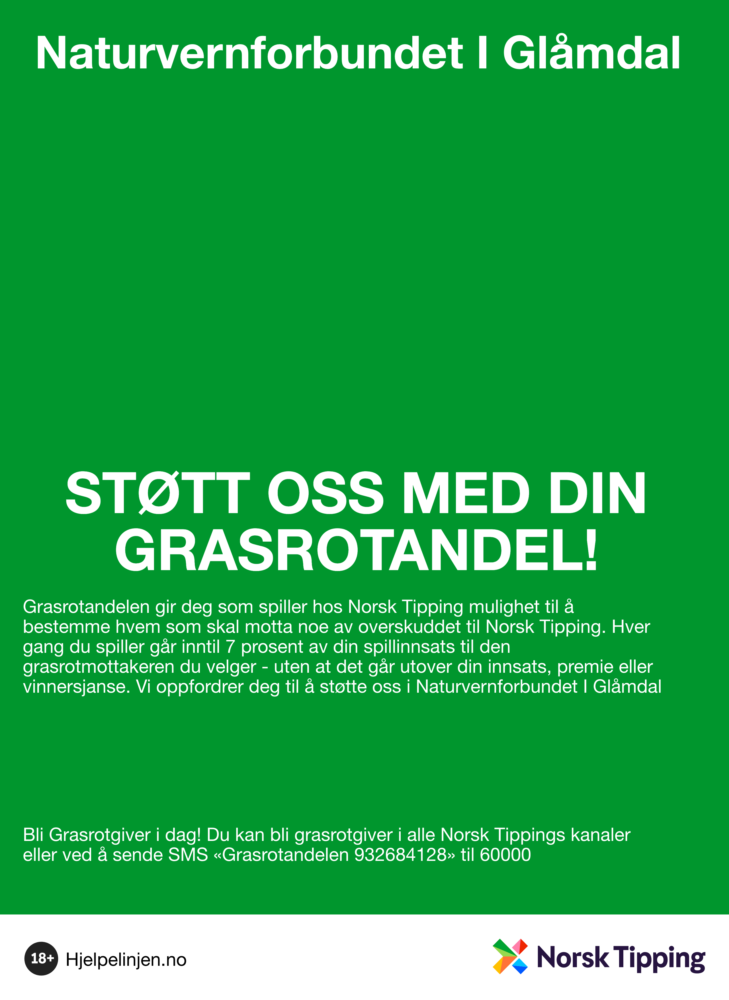 Naturvernforbundet I Glåmdal
STØTT OSS MED DIN
GRASROTANDEL!
Grasrotandelen gir deg som spiller hos Norsk Tipping mulighet til å
bestemme hvem som skal motta noe av overskuddet til Norsk Tipping. Hver
gang du spiller går inntil 7 prosent av din spillinnsats til den
grasrotmottakeren du velger - uten at det går utover din innsats, premie eller
vinnersjanse. Vi oppfordrer deg til å støtte oss i Naturvernforbundet I Glåmdal
Bli Grasrotgiver i dag! Du kan bli grasrotgiver i alle Norsk Tippings kanaler
eller ved å sende SMS «Grasrotandelen 932684128» til 60000
18+ Hjelpelinjen.no
Norsk Tipping